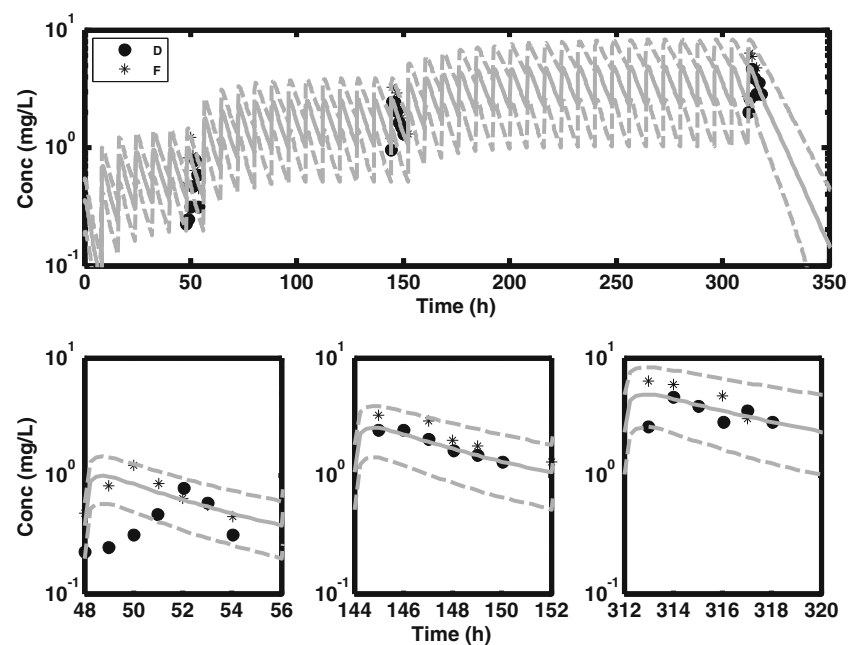 10^1
D
F
Conc (mg/L)
10^0
10^-1
0 50 100 150 200 250 300 350
Time (h)
10^1 10^1 10^1
Conc (mg/L)
10^0 10^0 10^0
10^-1 10^-1 10^-1
48 50 52 54 56 144 146 148 150 152 312 314 316 318 320
Time (h)